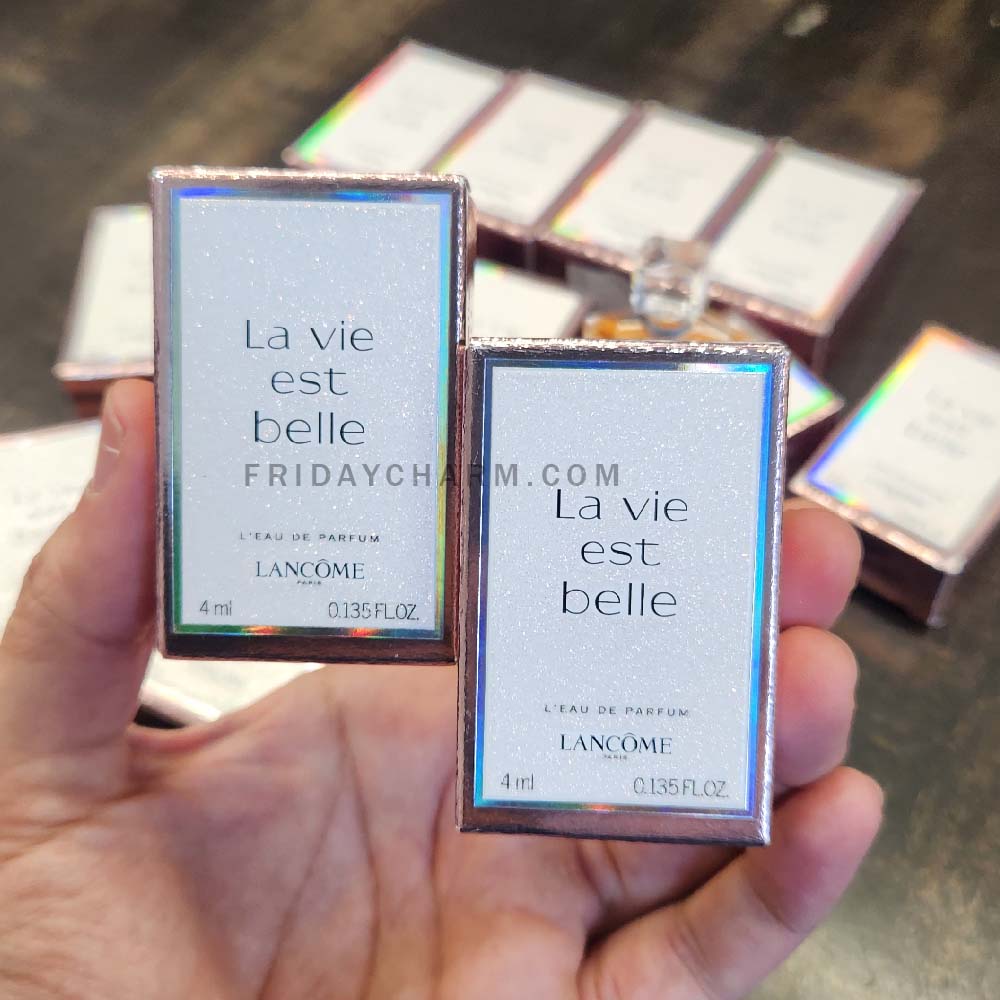 La vie
est
belle
L'EAU DE PARFUM
LANCÔME
PARIS
4 ml 0.135 FL.OZ.
FRIDAYCHARM.COM
La vie
est
belle
L'EAU DE PARFUM
LANCÔME
PARIS
4 ml 0.135 FL.OZ.